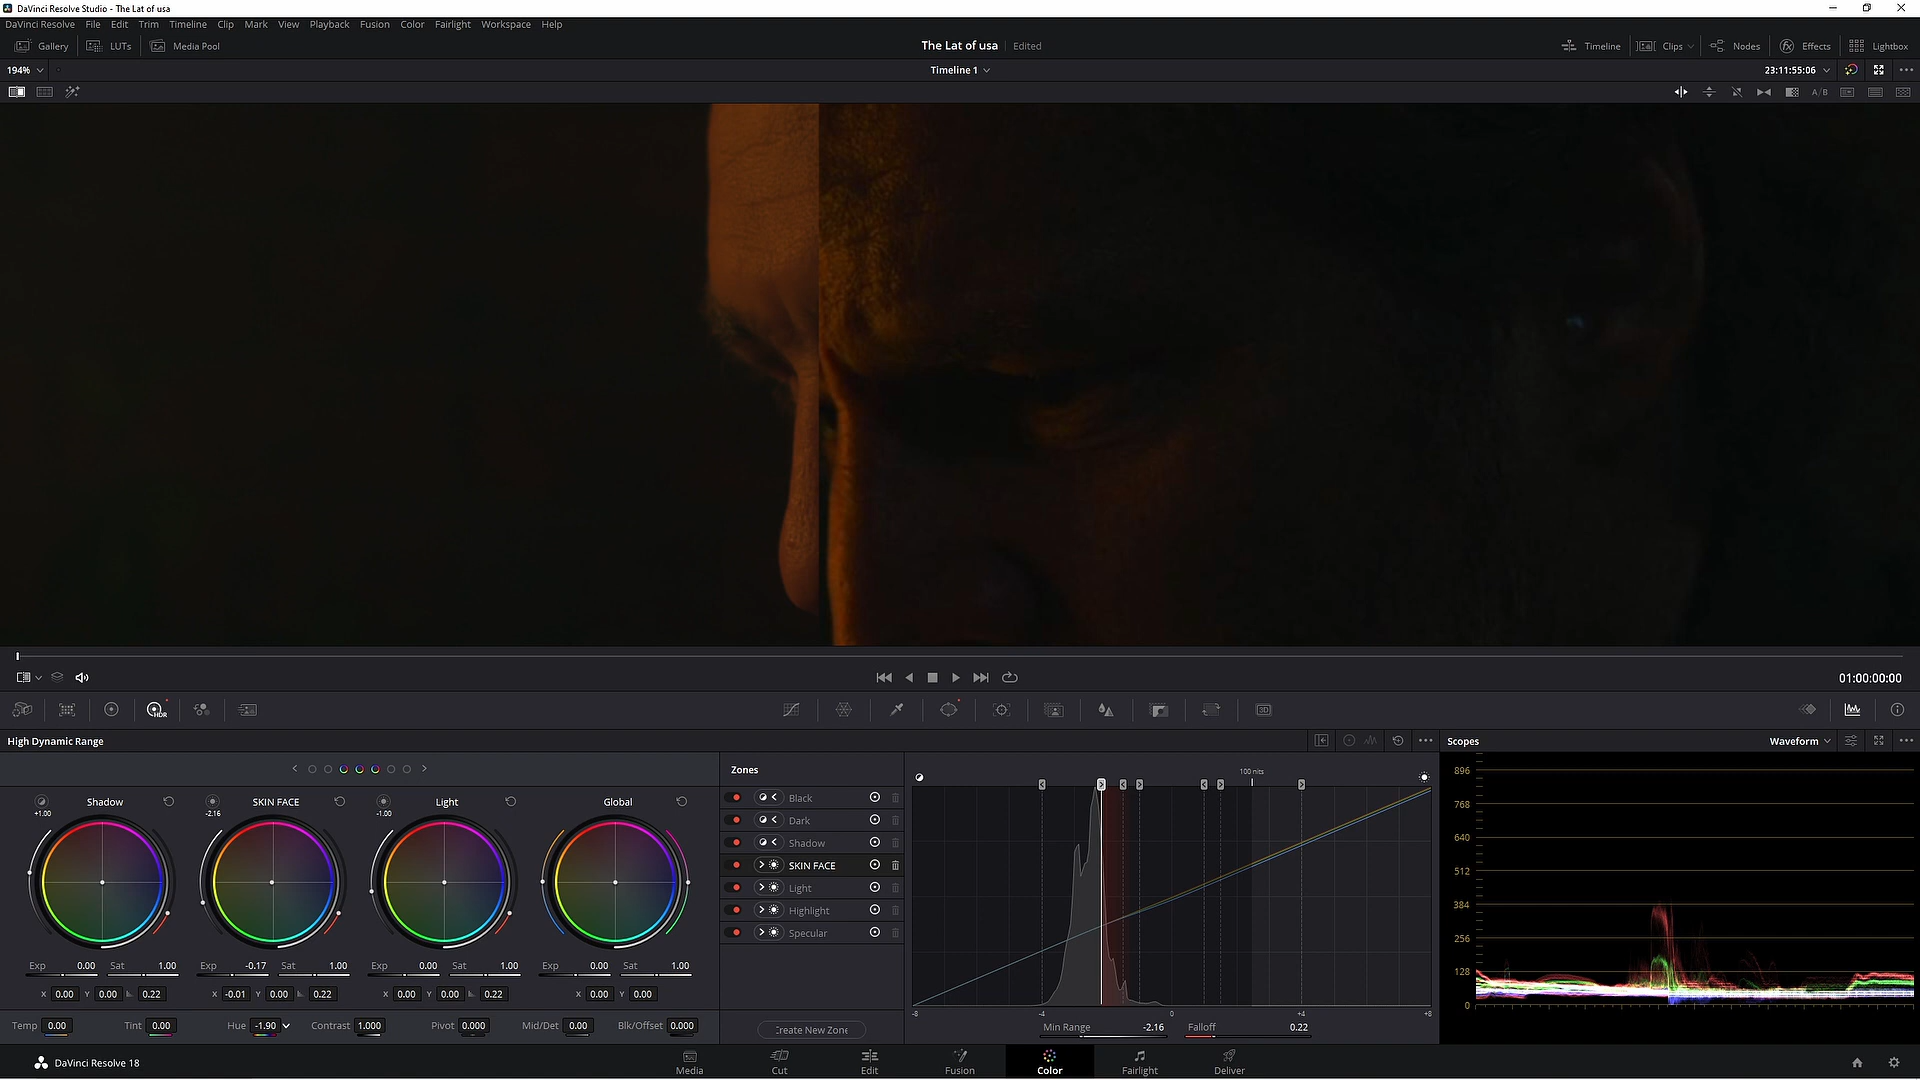 DaVinci Resolve Studio - The Lat of usa
DaVinci Resolve File Edit Trim Timeline Clip Mark View Playback Fusion Color Fairlight Workspace Help
Gallery LUTs Media Pool The Lat of usa Edited Timeline Clips Nodes Effects Lightbox
194% Timeline 1 23:11:55:06
A/B
01:00:00:00
HDR 3D
High Dynamic Range Scopes Waveform
Zones
100 nits
Shadow SKIN FACE Light Global
+1.00 -2.16 -1.00
Black
Dark
Shadow
SKIN FACE
Light
Highlight
Specular
896
768
640
512
384
256
128
0
Exp 0.00 Sat 1.00 Exp -0.17 Sat 1.00 Exp 0.00 Sat 1.00 Exp 0.00 Sat 1.00
X 0.00 Y 0.00 0.22 X -0.01 Y 0.00 0.22 X 0.00 Y 0.00 0.22 X 0.00 Y 0.00
-8 -4 0 +4 +8
Temp 0.00 Tint 0.00 Hue -1.90 Contrast 1.000 Pivot 0.000 Mid/Det 0.00 Blk/Offset 0.000
Create New Zone Min Range -2.16 Falloff 0.22
DaVinci Resolve 18 Media Cut Edit Fusion Color Fairlight Deliver